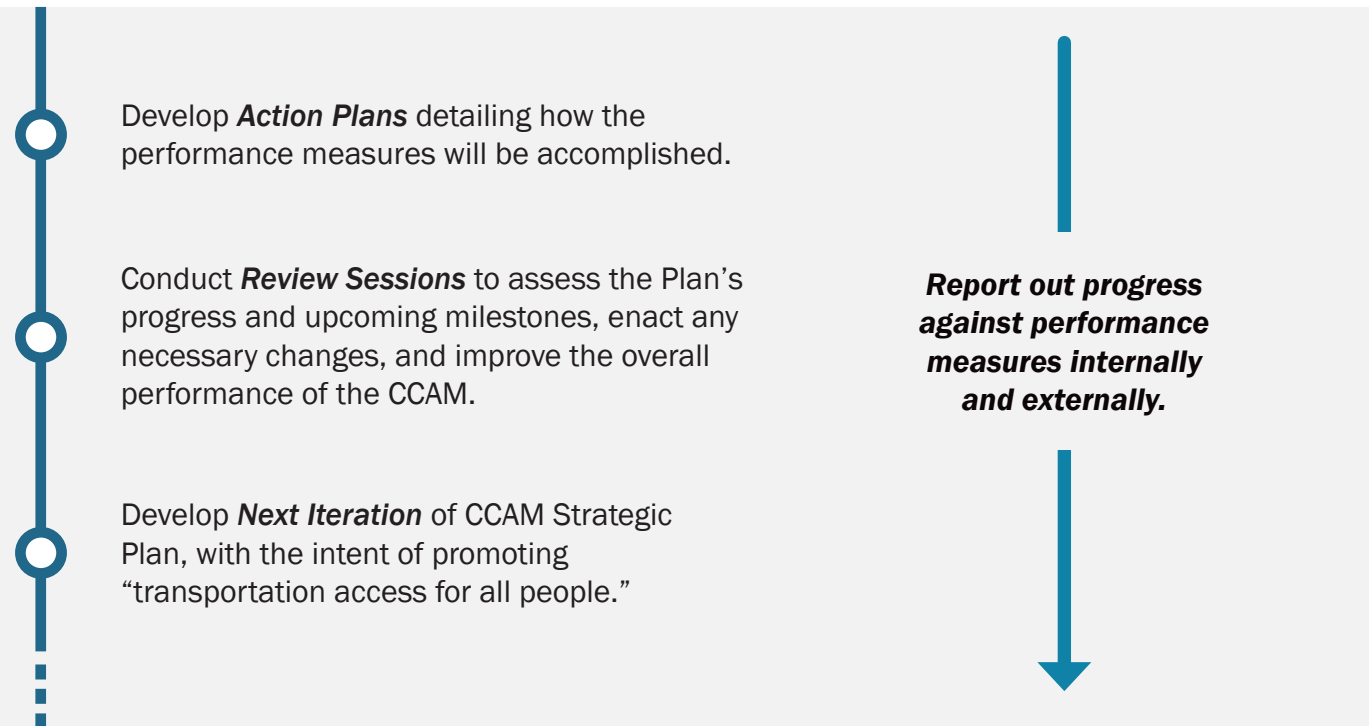 Develop Action Plans detailing how the
performance measures will be accomplished.
Conduct Review Sessions to assess the Plan’s
progress and upcoming milestones, enact any
necessary changes, and improve the overall
performance of the CCAM.
Develop Next Iteration of CCAM Strategic
Plan, with the intent of promoting
“transportation access for all people.”
Report out progress
against performance
measures internally
and externally.